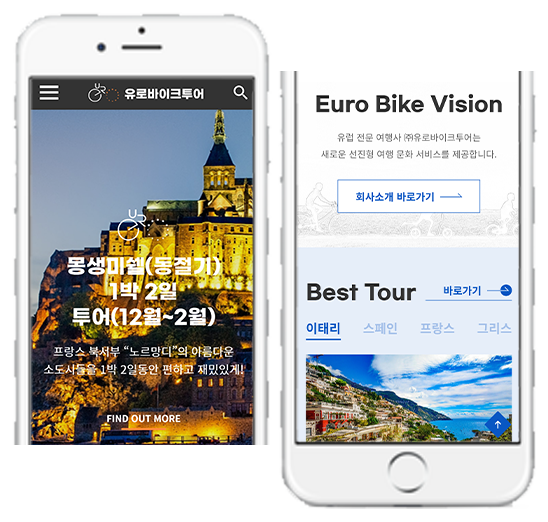 유로바이크투어
UR
몽생미쉘(동절기)
1박 2일
투어(12월~2월)
프랑스 북서부 “노르망디”의 아름다운
소도시들을 1박 2일동안 편하고 재밌있게!
FIND OUT MORE
Euro Bike Vision
유럽 전문 여행사 ㈜유로바이크투어는
새로운 선진형 여행 문화 서비스를 제공합니다.
회사소개 바로가기
Best Tour 바로가기
이태리 스페인 프랑스 그리스